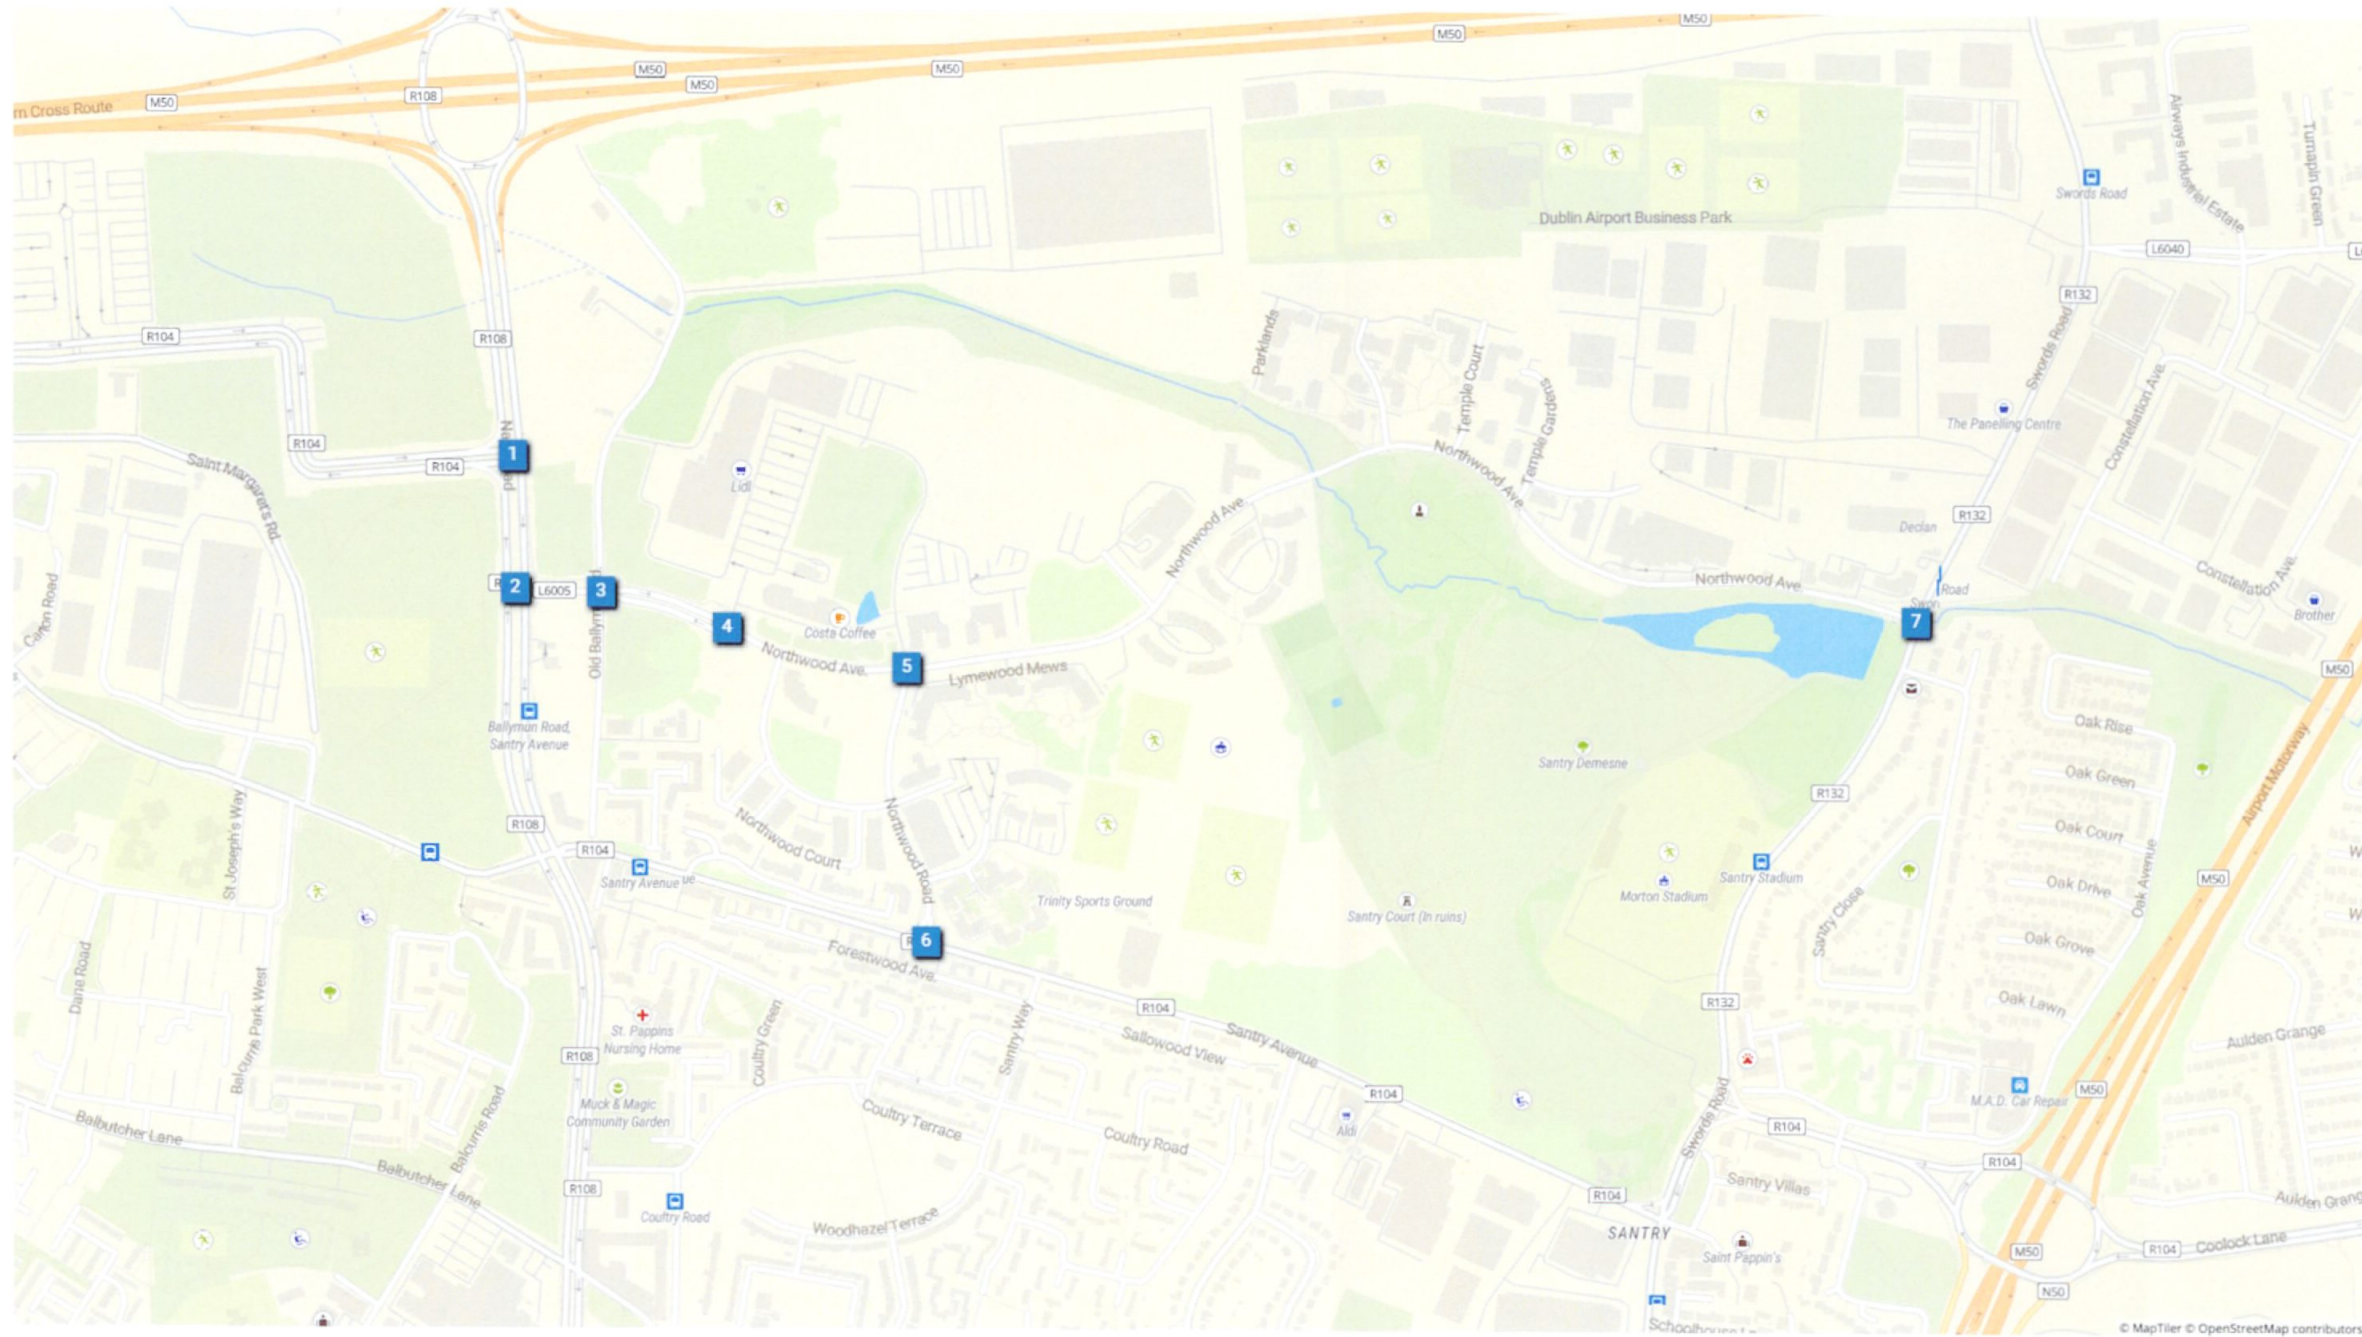 M50
M50
M50
M50
M50
M50
rn Cross Route
R108
Airways Industrial Estate
Turnapin Green
Swords Road
Dublin Airport Business Park
L6040
R132
R104
R108
Parklands
Temple Court
Temple Gardens
Swords Road
Constellation Ave.
The Panelling Centre
R104
R104
1
Saint Margaret's Rd
Lidl
Northwood Ave
Northwood Ave
R132
Declan
Road
Constellation Ave.
Brother
Northwood Ave
Canon Road
2
L6005
3
4
Costa Coffee
Northwood Ave.
5
Lymewood Mews
7
M50
Ballymun Road,
Santry Avenue
Oak Rise
Oak Green
Santry Demesne
Airport Motorway
R132
R108
Oak Court
St Joseph's Way
R104
Santry Avenue
Northwood Court
Northwood Road
Santry Stadium
Morton Stadium
Oak Drive
Oak Avenue
M50
Trinity Sports Ground
Santry Court (In ruins)
Santry Close
Oak Grove
6
Forestwood Ave.
Dane Road
Balcurris Park West
Oak Lawn
R132
R104
Santry Avenue
Sallowood View
Santry Way
Coultry Green
St. Pappins
Nursing Home
R108
Aulden Grange
Muck & Magic
Community Garden
R104
M.A.D. Car Repair
M50
Balbutcher Lane
Balcurris Road
Coultry Terrace
Coultry Road
Aldi
Swords Road
R104
R104
Balbutcher Lane
R108
Santry Villas
R104
Coultry Road
Woodhazel Terrace
SANTRY
Saint Pappin's
M50
R104
Coolock Lane
N50
© MapTiler © OpenStreetMap contributors